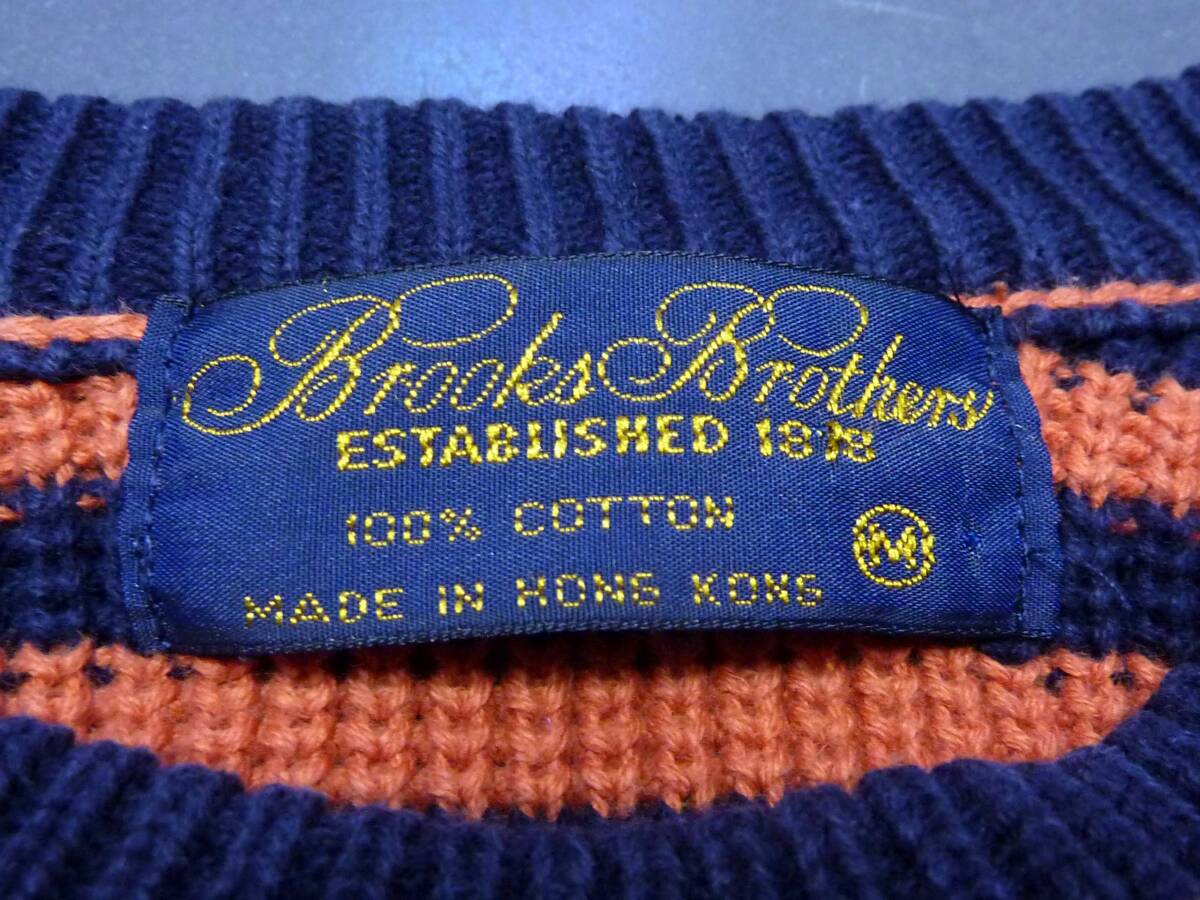 Brooks Brothers
ESTABLISHED 1818
100% COTTON
M
MADE IN HONG KONG